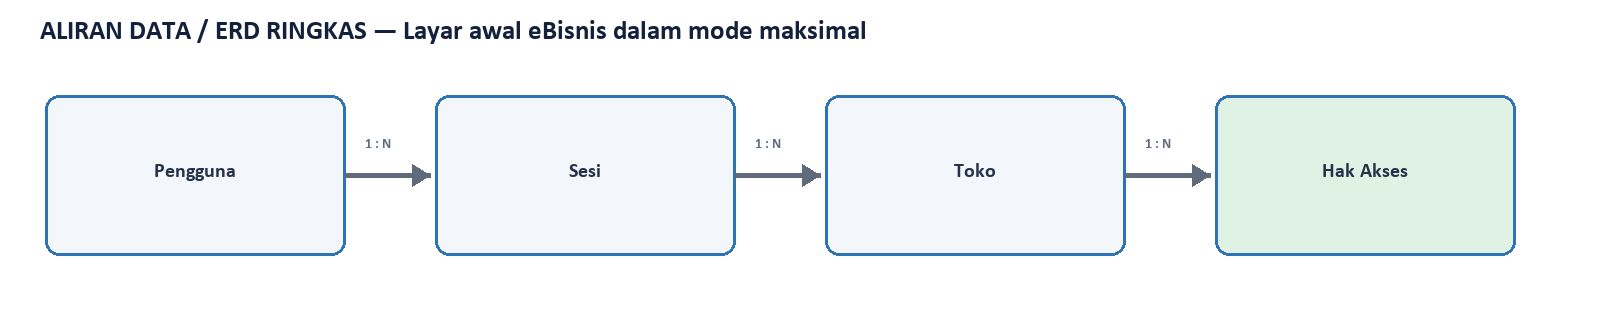 ALIRAN DATA / ERD RINGKAS — Layar awal eBisnis dalam mode maksimal
1 : N
1 : N
1 : N
Pengguna
Sesi
Toko
Hak Akses